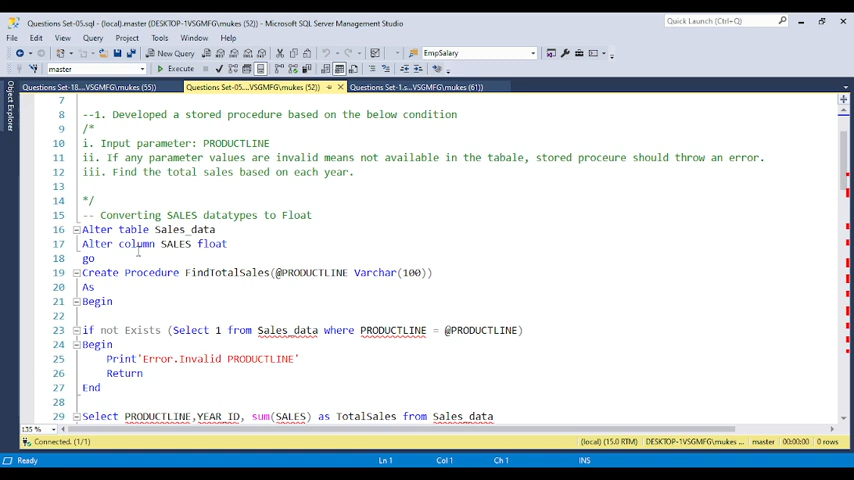 Questions Set-05.sql - (local).master (DESKTOP-1VSGMFG\mukes (52)) - Microsoft SQL Server Management Studio
Quick Launch (Ctrl+Q)
File Edit View Query Project Tools Window Help
New Query
EmpSalary
master
Execute
Questions Set-18....VSGMFG\mukes (55))
Questions Set-05....VSGMFG\mukes (52))
Questions Set-1.s...VSGMFG\mukes (61))
Object Explorer
7
8 --1. Developed a stored procedure based on the below condition
9 /*
10 i. Input parameter: PRODUCTLINE
11 ii. If any parameter values are invalid means not available in the tabale, stored proceure should throw an error.
12 iii. Find the total sales based on each year.
13
14 */
15 -- Converting SALES datatypes to Float
16 Alter table Sales_data
17 Alter column SALES float
18 go
19 Create Procedure FindTotalSales(@PRODUCTLINE Varchar(100))
20 As
21 Begin
22
23 if not Exists (Select 1 from Sales_data where PRODUCTLINE = @PRODUCTLINE)
24 Begin
25 Print'Error.Invalid PRODUCTLINE'
26 Return
27 End
28
29 Select PRODUCTLINE,YEAR_ID, sum(SALES) as TotalSales from Sales_data
135 %
Connected. (1/1)
(local) (15.0 RTM) DESKTOP-1VSGMFG\mukes ... master 00:00:00 0 rows
Ready
Ln 1 Col 1 Ch 1 INS